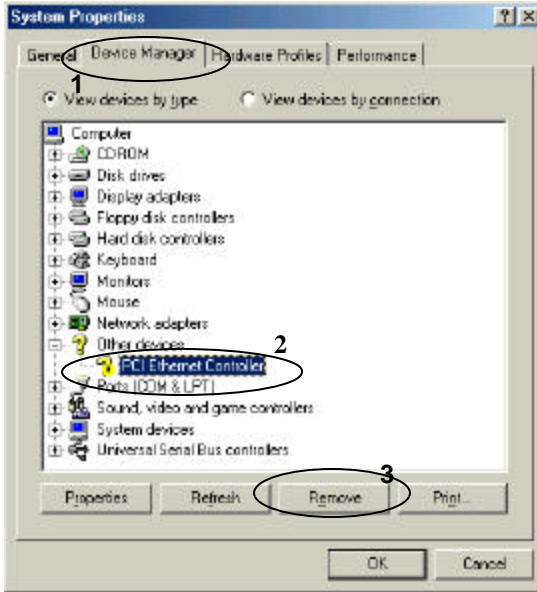 System Properties
General Device Manager Hardware Profiles Performance
1
View devices by type View devices by connection
Computer
CDROM
Disk drives
Display adapters
Floppy disk controllers
Hard disk controllers
Keyboard
Monitors
Mouse
Network adapters
Other devices
2
PCI Ethernet Controller
Ports (COM & LPT)
Sound, video and game controllers
System devices
Universal Serial Bus controllers
3
Properties Refresh Remove Print...
OK Cancel